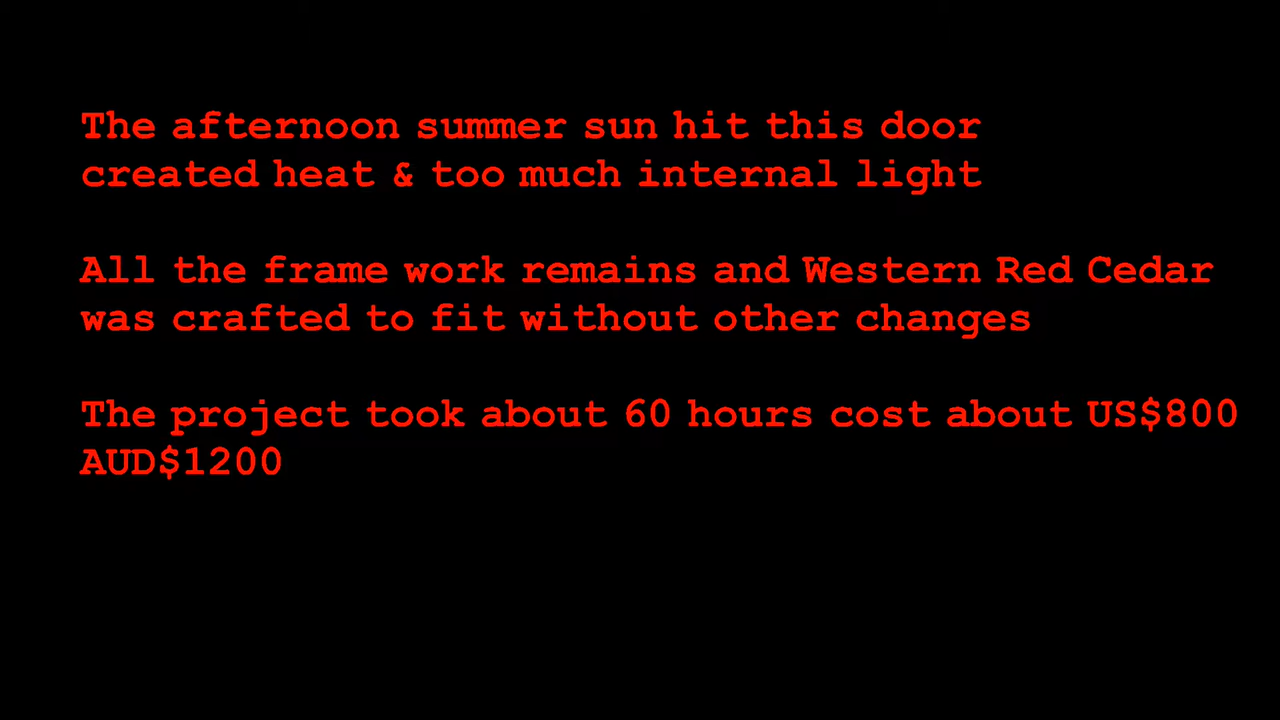 The afternoon summer sun hit this door
created heat & too much internal light
All the frame work remains and Western Red Cedar
was crafted to fit without other changes
The project took about 60 hours cost about US$800
AUD$1200